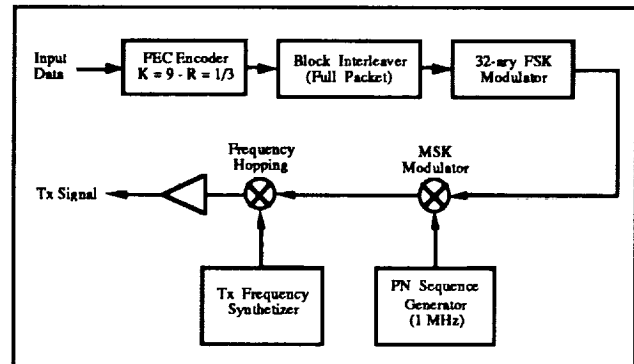 Input
Data
FEC Encoder
K = 9 - R = 1/3
Block Interleaver
(Full Packet)
32-ary FSK
Modulator
Frequency
Hopping
MSK
Modulator
Tx Signal
Tx Frequency
Synthetizer
PN Sequence
Generator
(1 MHz)